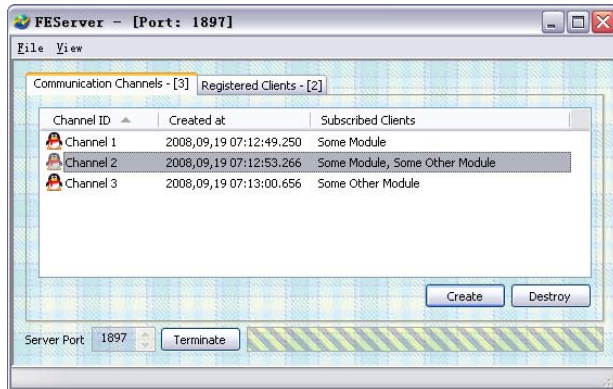 FEServer - [Port: 1897]
File View
Communication Channels - [3] Registered Clients - [2]
Channel ID Created at Subscribed Clients
Channel 1 2008,09,19 07:12:49.250 Some Module
Channel 2 2008,09,19 07:12:53.266 Some Module, Some Other Module
Channel 3 2008,09,19 07:13:00.656 Some Other Module
Create Destroy
Server Port 1897 Terminate